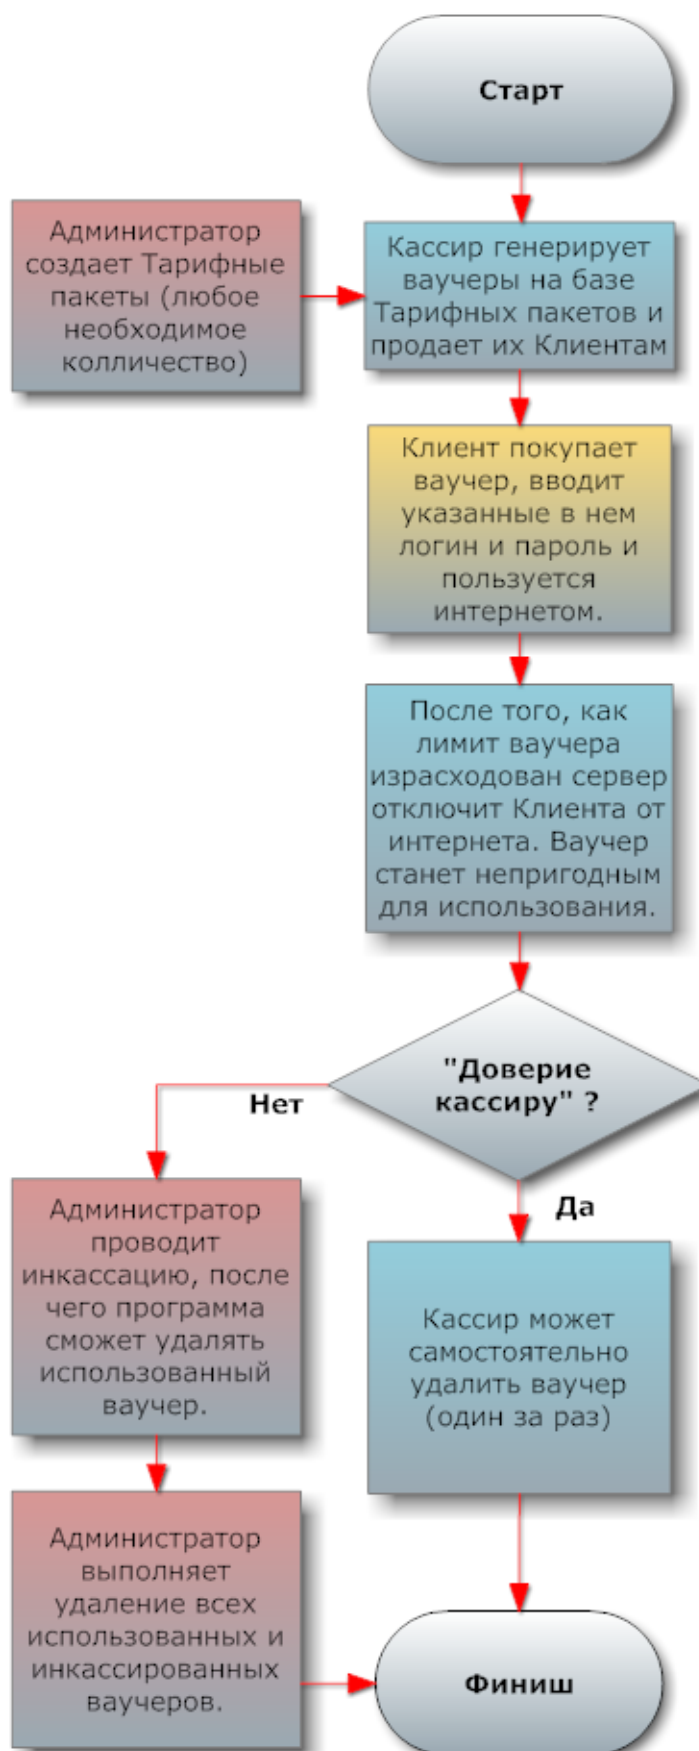 Старт
Администратор
создает Тарифные
пакеты (любое
необходимое
колличество)
Кассир генерирует
ваучеры на базе
Тарифных пакетов и
продает их Клиентам
Клиент покупает
ваучер, вводит
указанные в нем
логин и пароль и
пользуется
интернетом.
После того, как
лимит ваучера
израсходован сервер
отключит Клиента от
интернета. Ваучер
станет непригодным
для использования.
"Доверие
кассиру" ?
Нет
Да
Администратор
проводит
инкассацию, после
чего программа
сможет удалять
использованный
ваучер.
Кассир может
самостоятельно
удалить ваучер
(один за раз)
Администратор
выполняет
удаление всех
использованных и
инкассированных
ваучеров.
Финиш